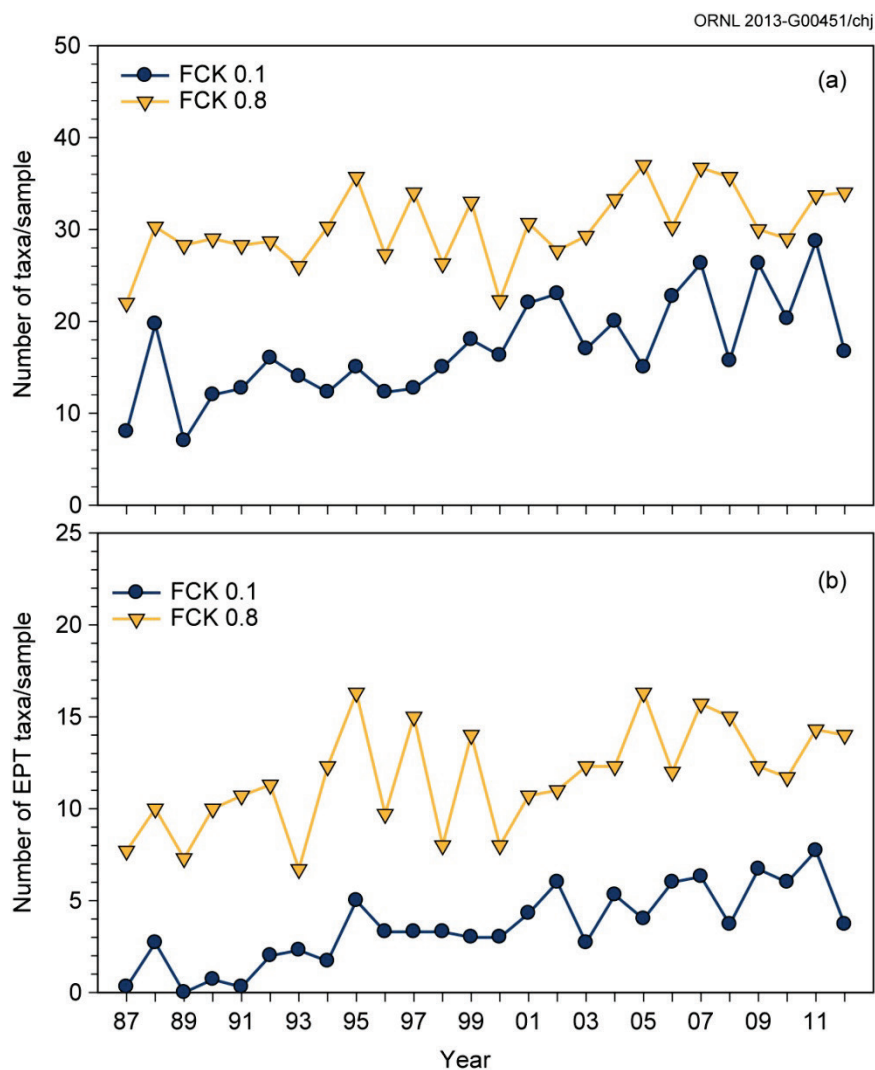 ORNL 2013-G00451/chj
50
40
30
20
10
0
Number of taxa/sample
FCK 0.1
FCK 0.8
(a)
25
20
15
10
5
0
Number of EPT taxa/sample
FCK 0.1
FCK 0.8
(b)
87 89 91 93 95 97 99 01 03 05 07 09 11
Year